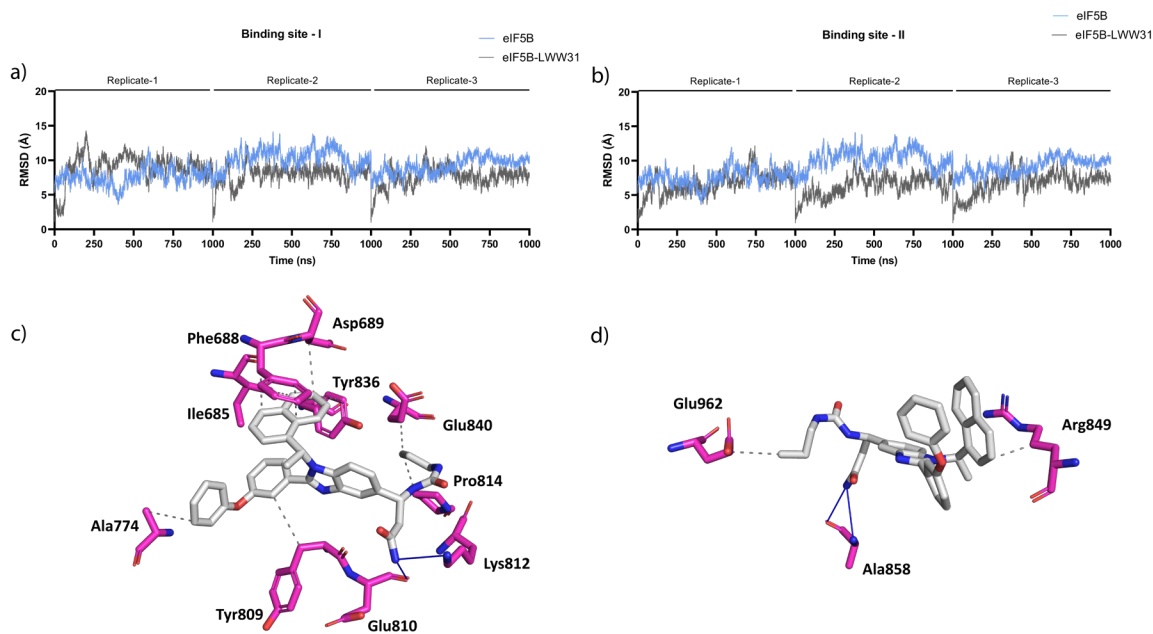 Binding site - I
eIF5B
eIF5B-LWW31
a)
Replicate-1 Replicate-2 Replicate-3
20
15
10
5
0
RMSD (Å)
0 250 500 750 1000 250 500 750 1000 250 500 750 1000
Time (ns)
Binding site - II
eIF5B
eIF5B-LWW31
b)
Replicate-1 Replicate-2 Replicate-3
20
15
10
5
0
RMSD (Å)
0 250 500 750 1000 250 500 750 1000 250 500 750 1000
Time (ns)
c)
Asp689
Phe688
Tyr836
Ile685
Glu840
Pro814
Ala774
Lys812
Tyr809
Glu810
d)
Glu962
Arg849
Ala858